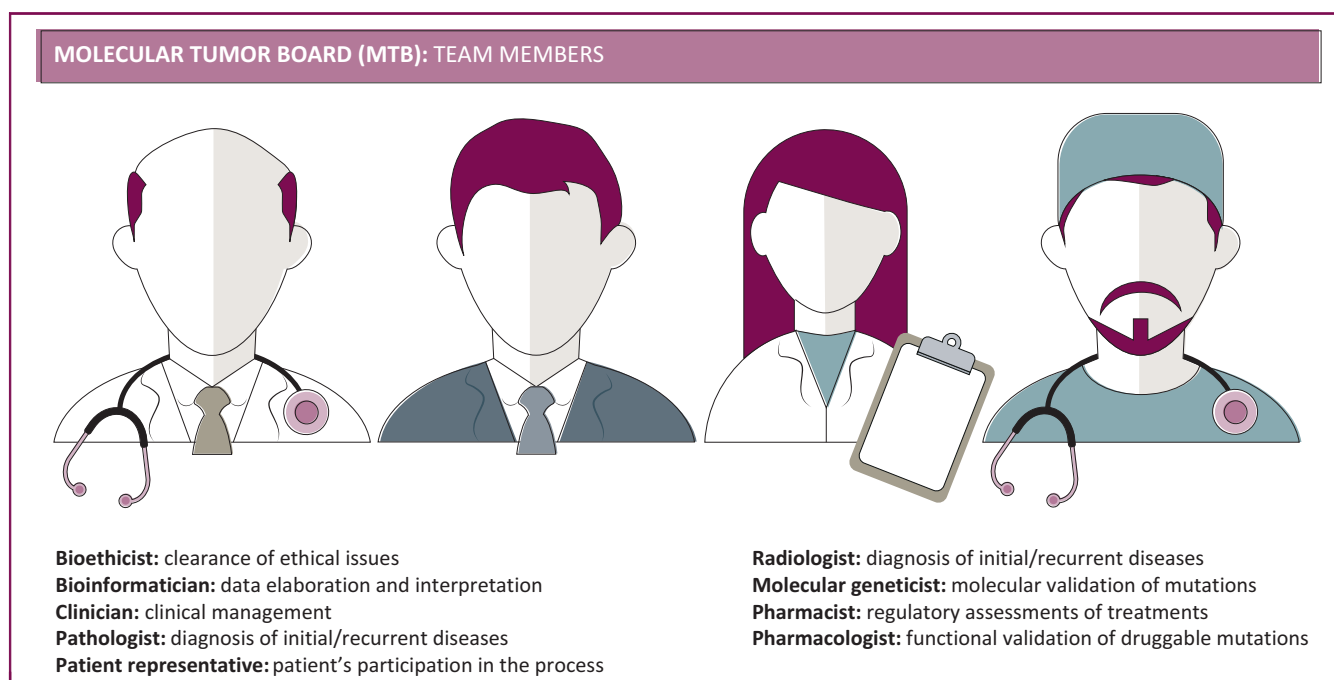 MOLECULAR TUMOR BOARD (MTB): TEAM MEMBERS
Bioethicist: clearance of ethical issues
Bioinformatician: data elaboration and interpretation
Clinician: clinical management
Pathologist: diagnosis of initial/recurrent diseases
Patient representative: patient’s participation in the process
Radiologist: diagnosis of initial/recurrent diseases
Molecular geneticist: molecular validation of mutations
Pharmacist: regulatory assessments of treatments
Pharmacologist: functional validation of druggable mutations